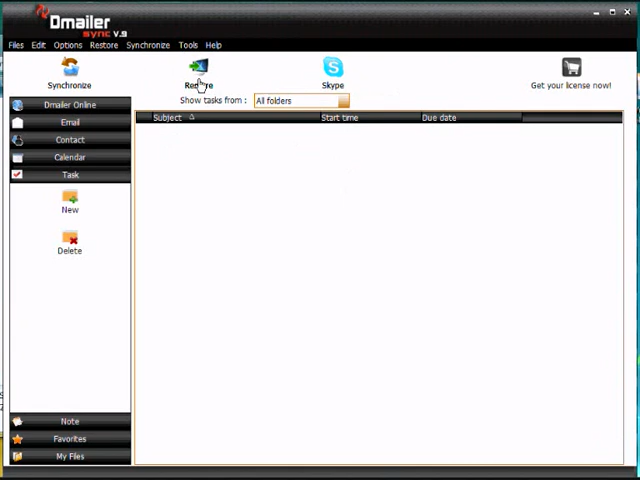 Dmailer
sync v.9
Files Edit Options Restore Synchronize Tools Help
Synchronize Restore Skype Get your license now!
Show tasks from : All folders
Dmailer Online
Subject Start time Due date
Email
Contact
Calendar
Task
New
Delete
Note
Favorites
My Files